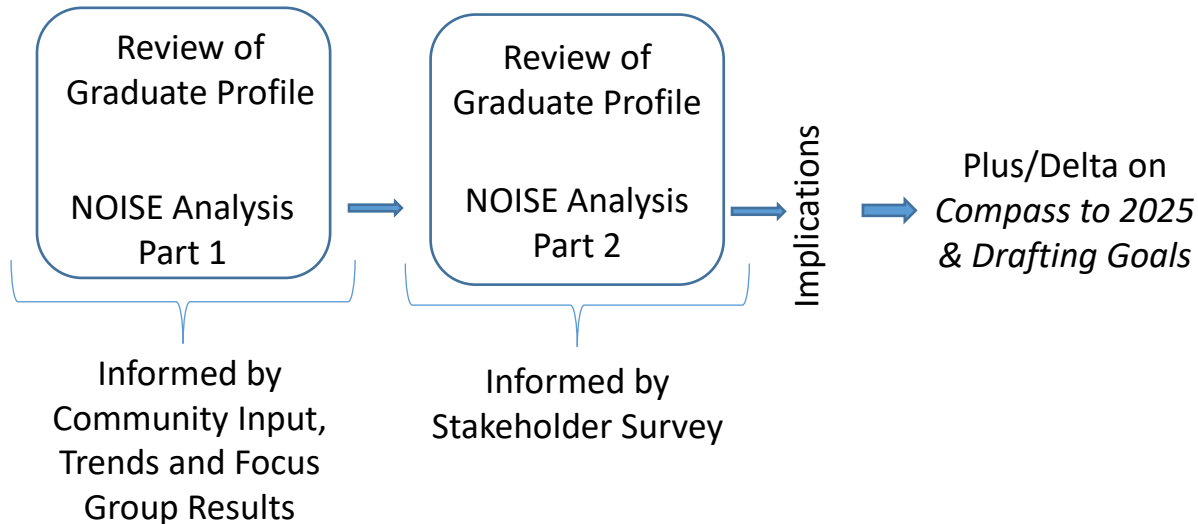 Review of
Graduate Profile
NOISE Analysis
Part 1
Informed by
Community Input,
Trends and Focus
Group Results
Review of
Graduate Profile
NOISE Analysis
Part 2
Informed by
Stakeholder Survey
Implications
Plus/Delta on
Compass to 2025
& Drafting Goals